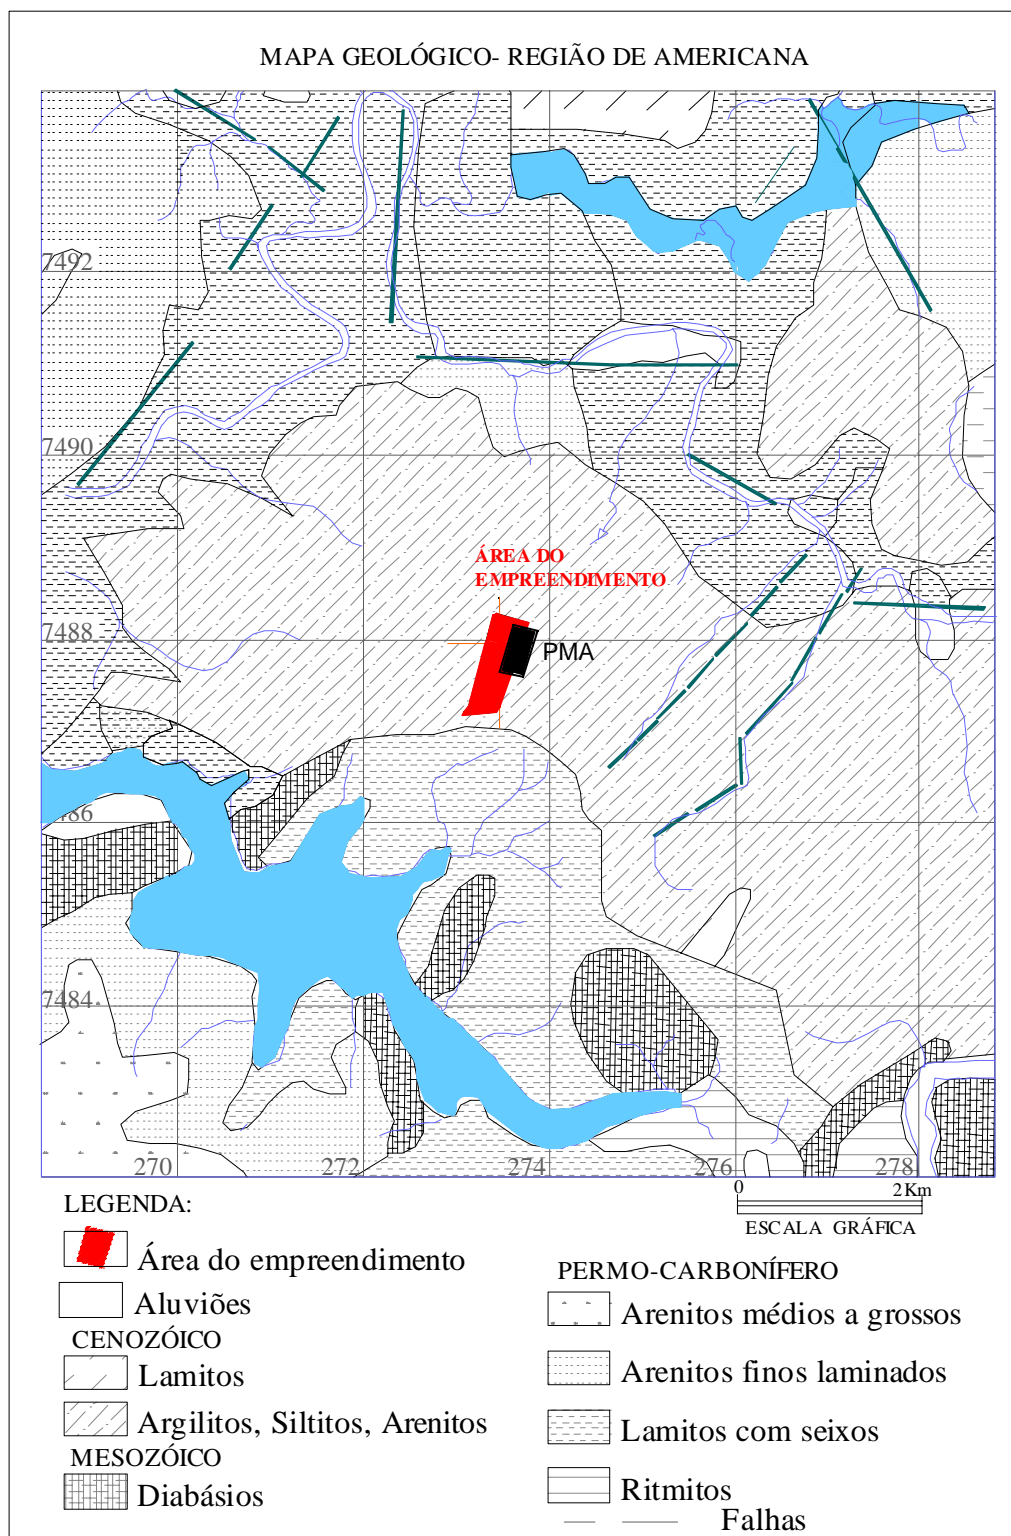 MAPA GEOLÓGICO- REGIÃO DE AMERICANA
7492
7490
ÁREA DO
EMPREENDIMENTO
7488
PMA
7486
7484
270
272
274
276
278
0
2Km
ESCALA GRÁFICA
LEGENDA:
Área do empreendimento
Aluviões
CENOZÓICO
Lamitos
Argilitos, Siltitos, Arenitos
MESOZÓICO
Diabásios
PERMO-CARBONÍFERO
Arenitos médios a grossos
Arenitos finos laminados
Lamitos com seixos
Ritmitos
Falhas